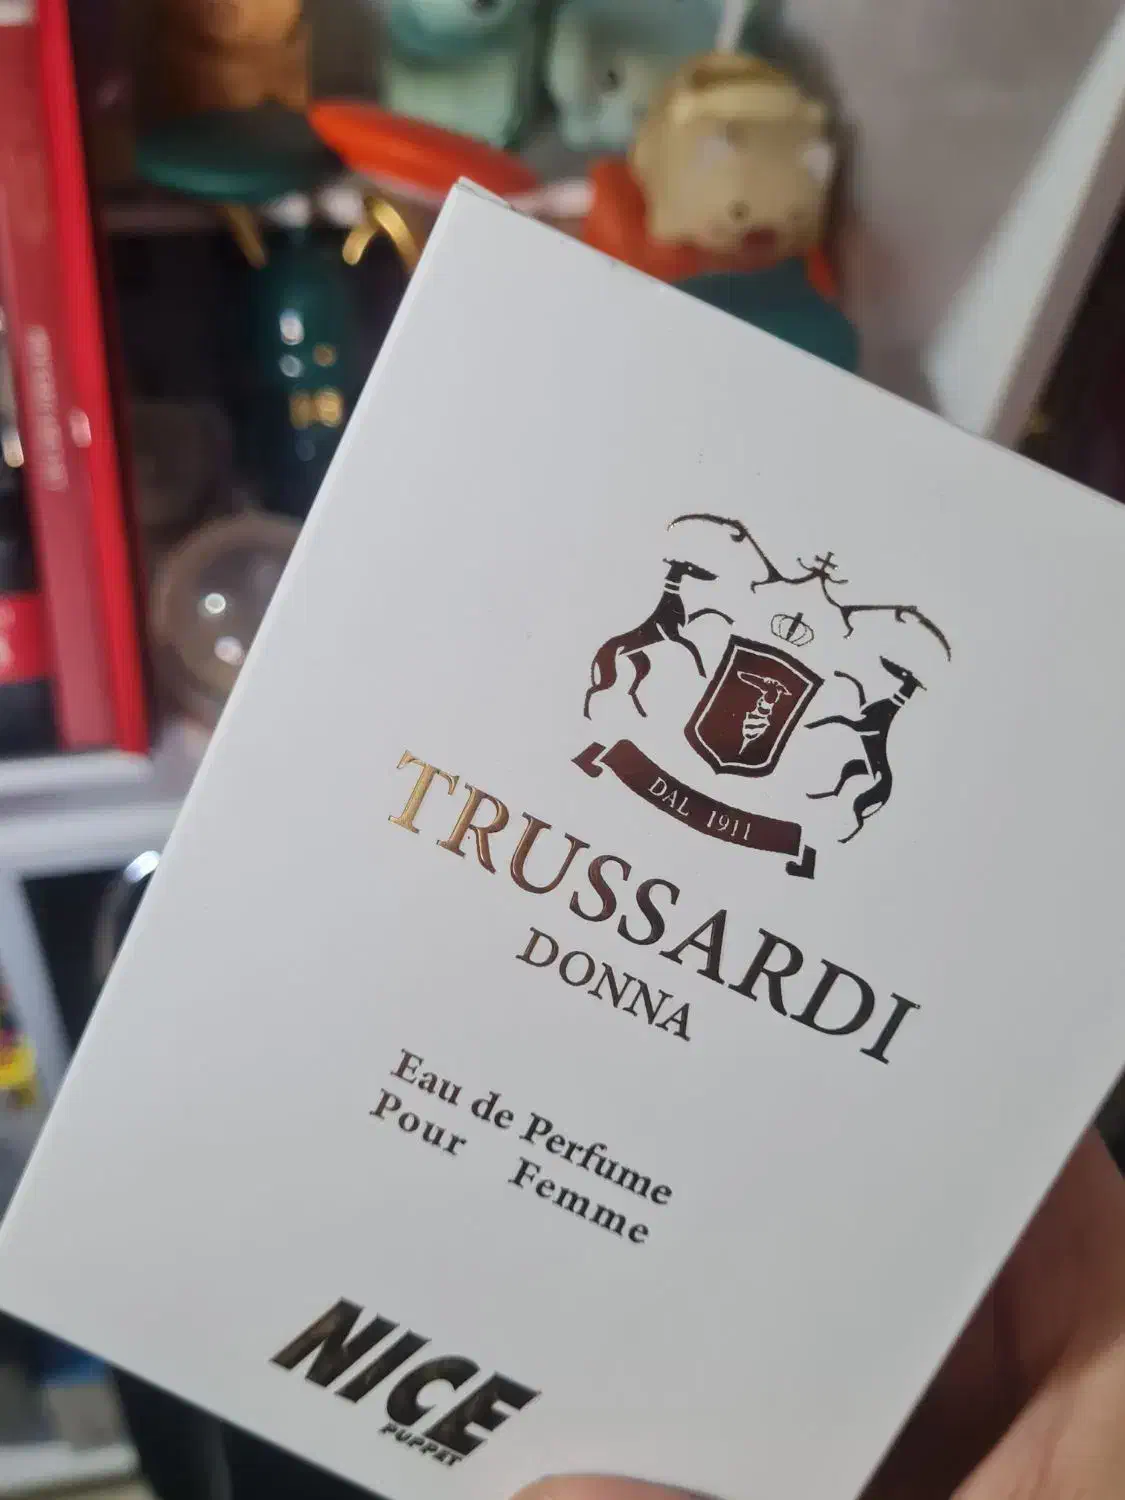 DAL 1911
TRUSSARDI
DONNA
Eau de Perfume
Pour Femme
NICE
PUPPET